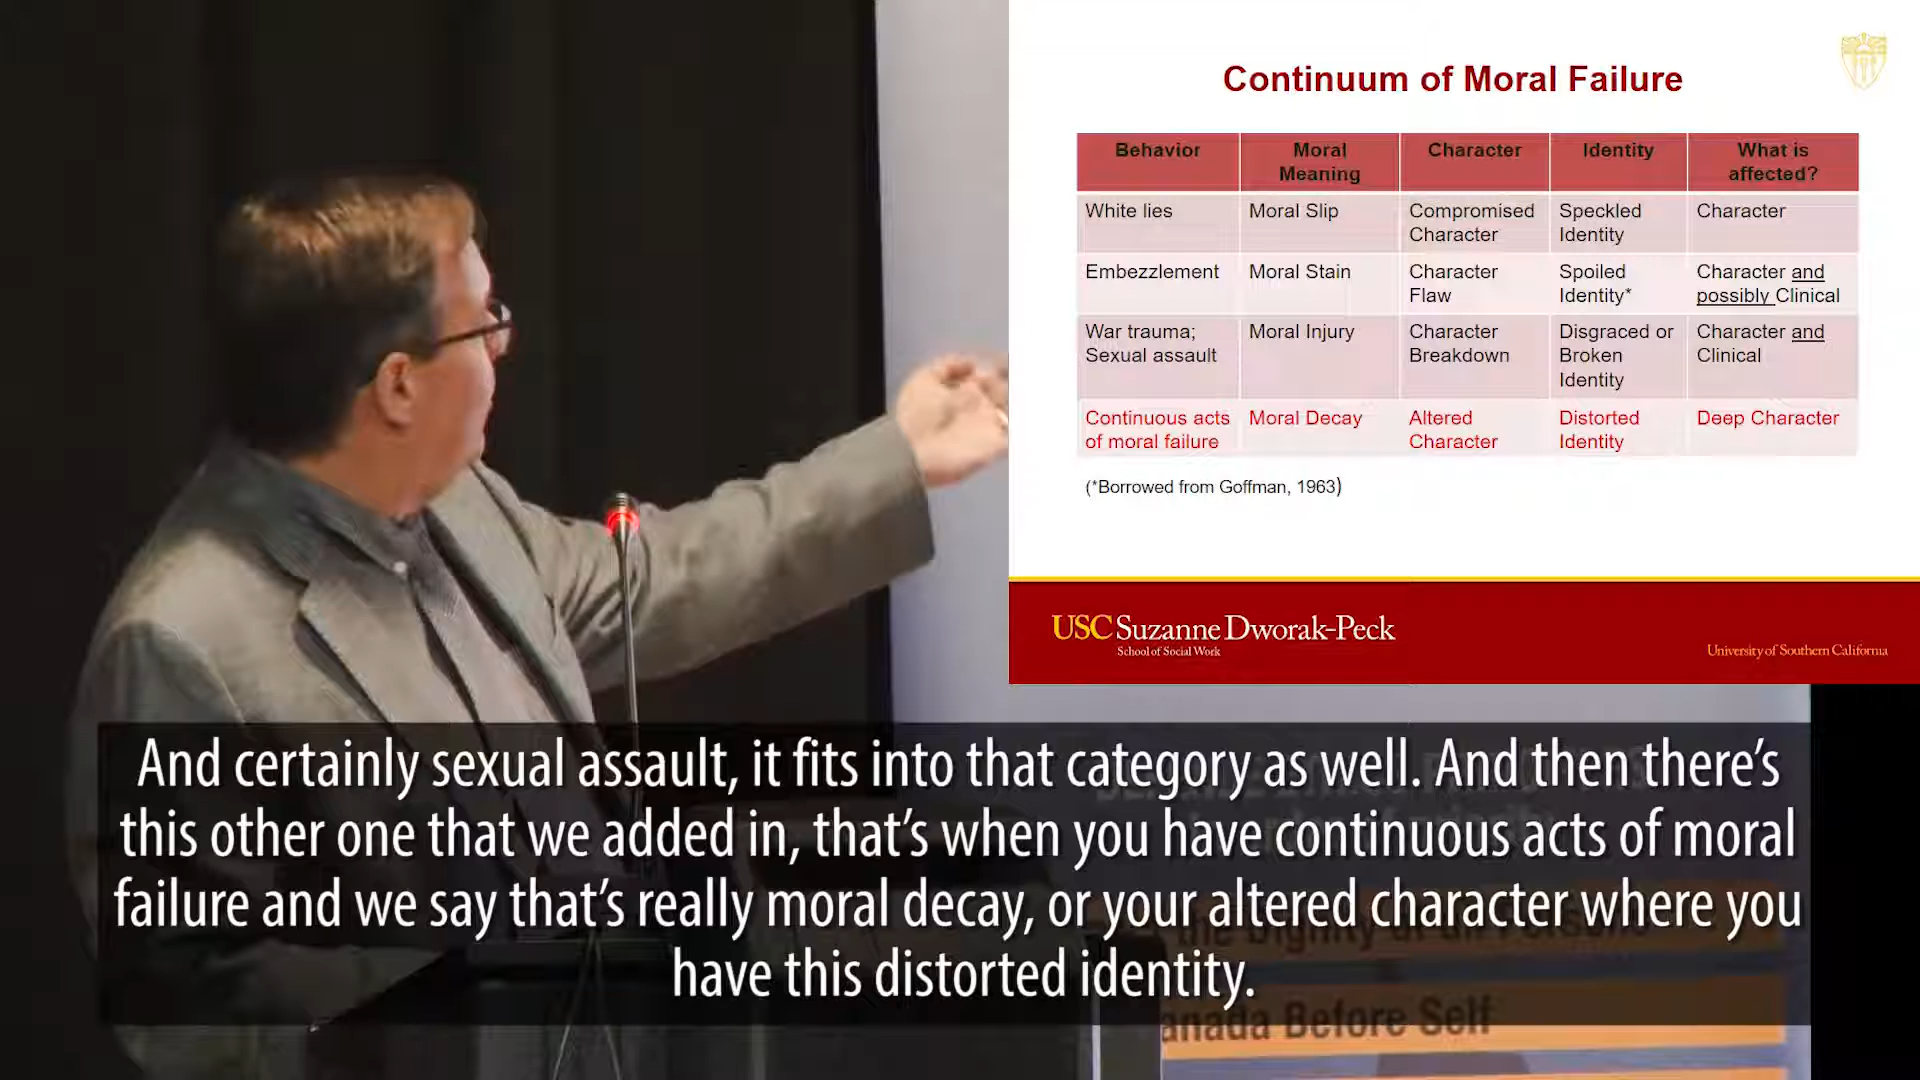 Continuum of Moral Failure
Behavior
Moral
Meaning
Character
Identity
What is
affected?
White lies
Moral Slip
Compromised
Character
Speckled
Identity
Character
Embezzlement
Moral Stain
Character
Flaw
Spoiled
Identity*
Character and
possibly Clinical
War trauma;
Sexual assault
Moral Injury
Character
Breakdown
Disgraced or
Broken
Identity
Character and
Clinical
Continuous acts
of moral failure
Moral Decay
Altered
Character
Distorted
Identity
Deep Character
(*Borrowed from Goffman, 1963)
USC Suzanne Dworak-Peck
School of Social Work
University of Southern California
And certainly sexual assault, it fits into that category as well. And then there's
this other one that we added in, that's when you have continuous acts of moral
failure and we say that's really moral decay, or your altered character where you
have this distorted identity.
the Dignity of all Persons
anada Before Self